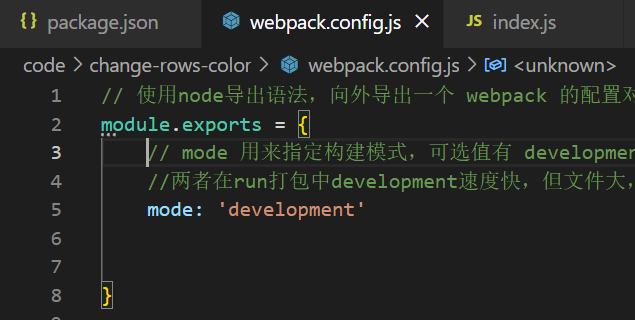 { } package.json webpack.config.js × JS index.js
code > change-rows-color > webpack.config.js > <unknown>
1 // 使用node导出语法，向外导出一个 webpack 的配置对
2 module.exports = {
3 // mode 用来指定构建模式，可选值有 developmen
4 //两者在run打包中development速度快，但文件大，
5 mode: 'development'
6
7
8 }